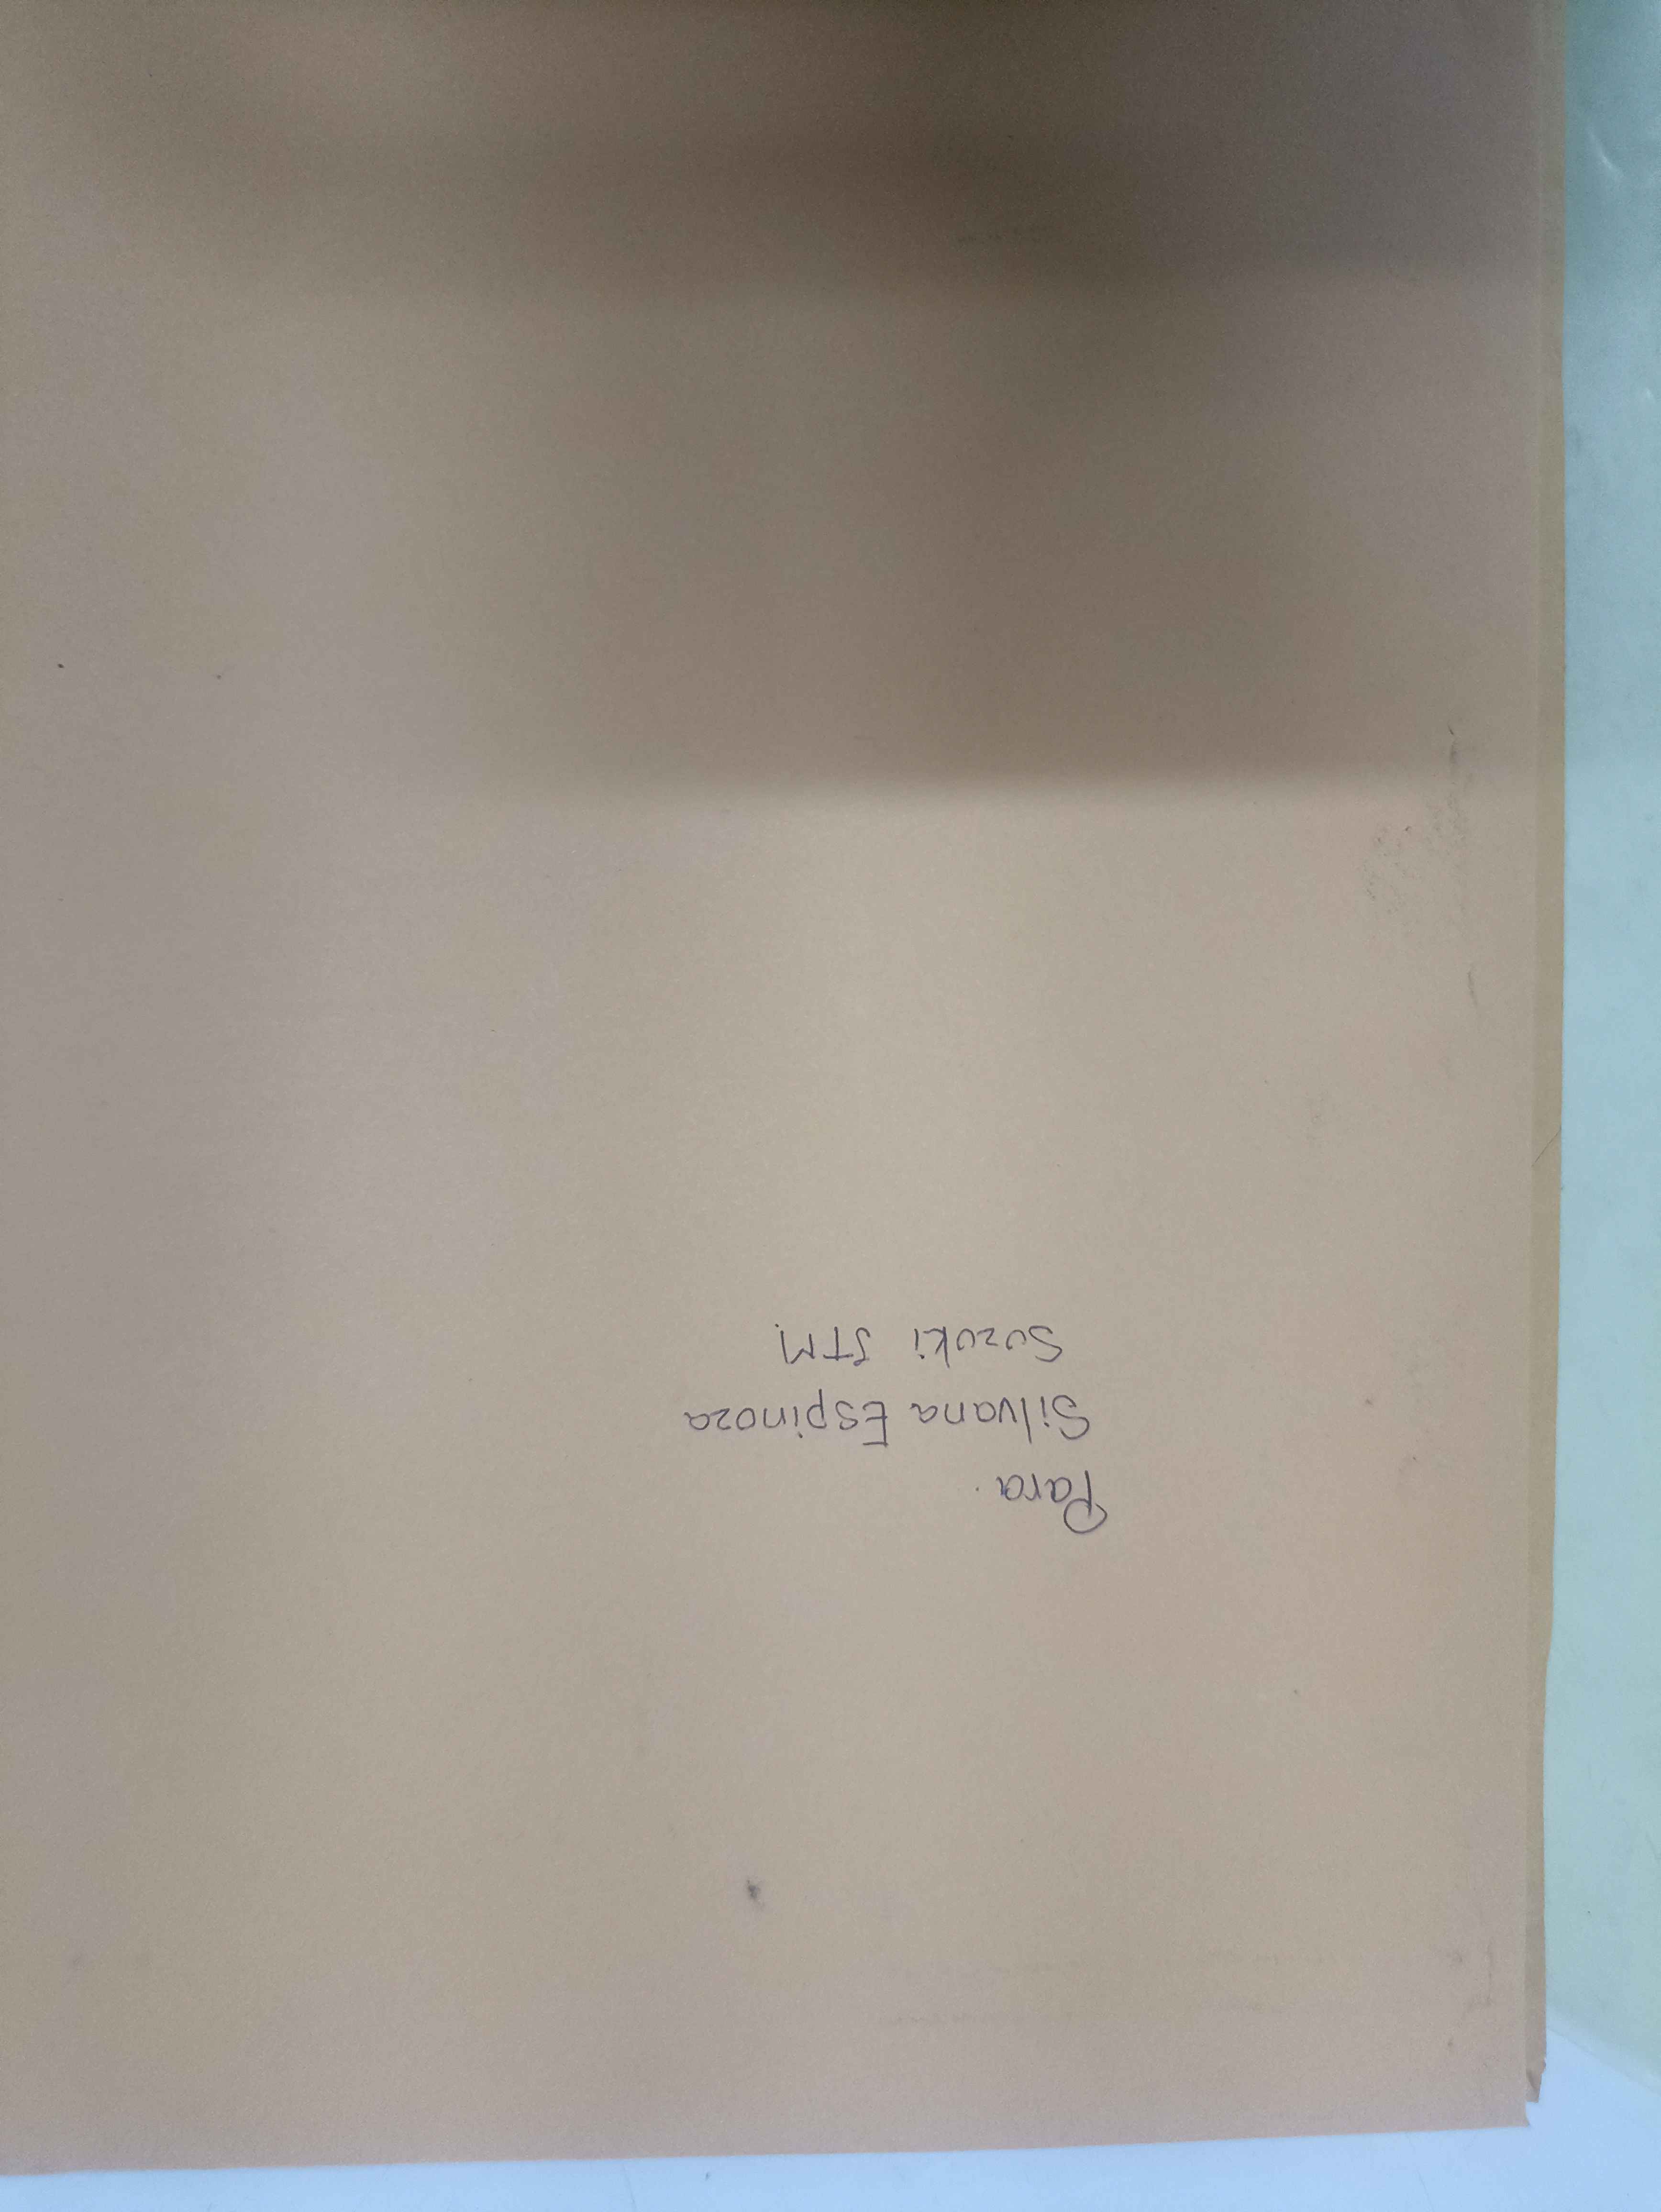 Para.
Silvana Espinoza
Suzuki STM.